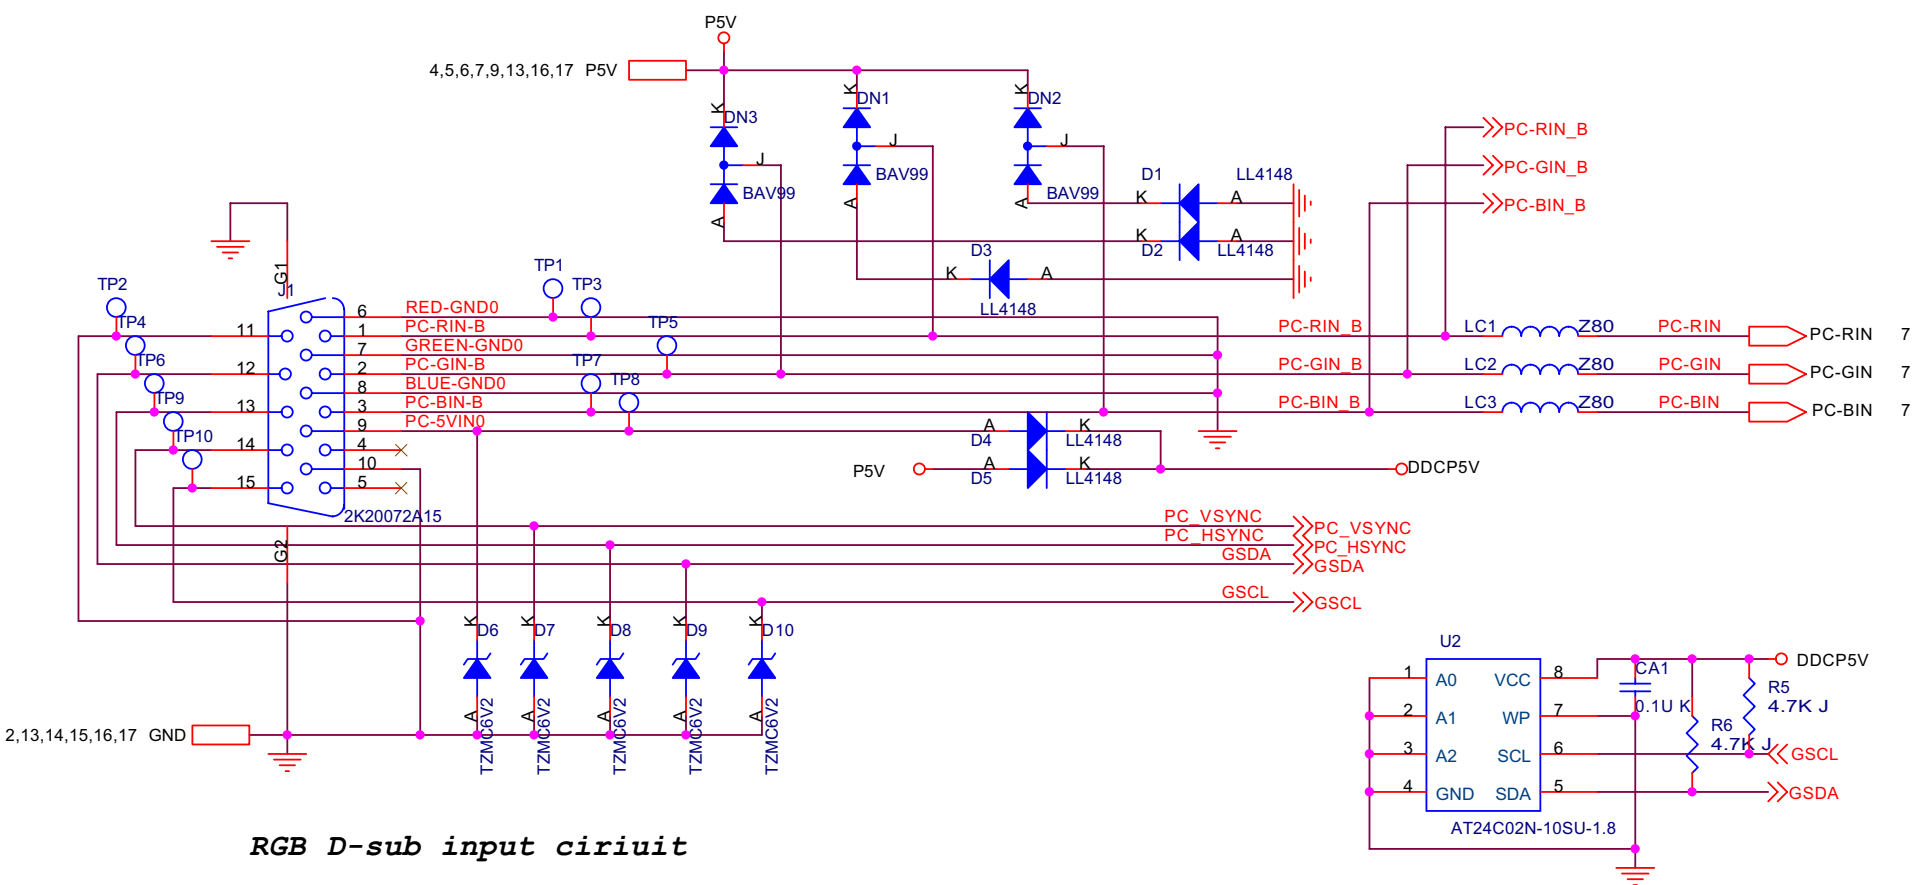 P5V
4,5,6,7,9,13,16,17 P5V
K
DN3
J
BAV99
A
K
DN1
J
BAV99
A
K
DN2
J
BAV99
A
D1 LL4148
K A
K A
D2 LL4148
D3
K A
LL4148
PC-RIN_B
PC-GIN_B
PC-BIN_B
G1
J1
TP2
TP4
TP6
TP9
TP10
TP1
TP3
TP5
TP7
TP8
11
12
13
14
15
6 RED-GND0
1 PC-RIN-B
7 GREEN-GND0
2 PC-GIN-B
8 BLUE-GND0
3 PC-BIN-B
9 PC-5VIN0
4
10
5
2K20072A15
G2
PC-RIN_B LC1 Z80 PC-RIN PC-RIN 7
PC-GIN_B LC2 Z80 PC-GIN PC-GIN 7
PC-BIN_B LC3 Z80 PC-BIN PC-BIN 7
A K
D4 LL4148
P5V A K DDCP5V
D5 LL4148
PC_VSYNC PC_VSYNC
PC_HSYNC PC_HSYNC
GSDA GSDA
GSCL GSCL
K D6 A TZMC6V2
K D7 A TZMC6V2
K D8 A TZMC6V2
K D9 A TZMC6V2
K D10 A TZMC6V2
2,13,14,15,16,17 GND
U2
1 A0 VCC 8
2 A1 WP 7
3 A2 SCL 6
4 GND SDA 5
AT24C02N-10SU-1.8
DDCP5V
CA1
0.1U K
R5
4.7K J
R6
4.7K J
GSCL
GSDA
RGB D-sub input ciriuit